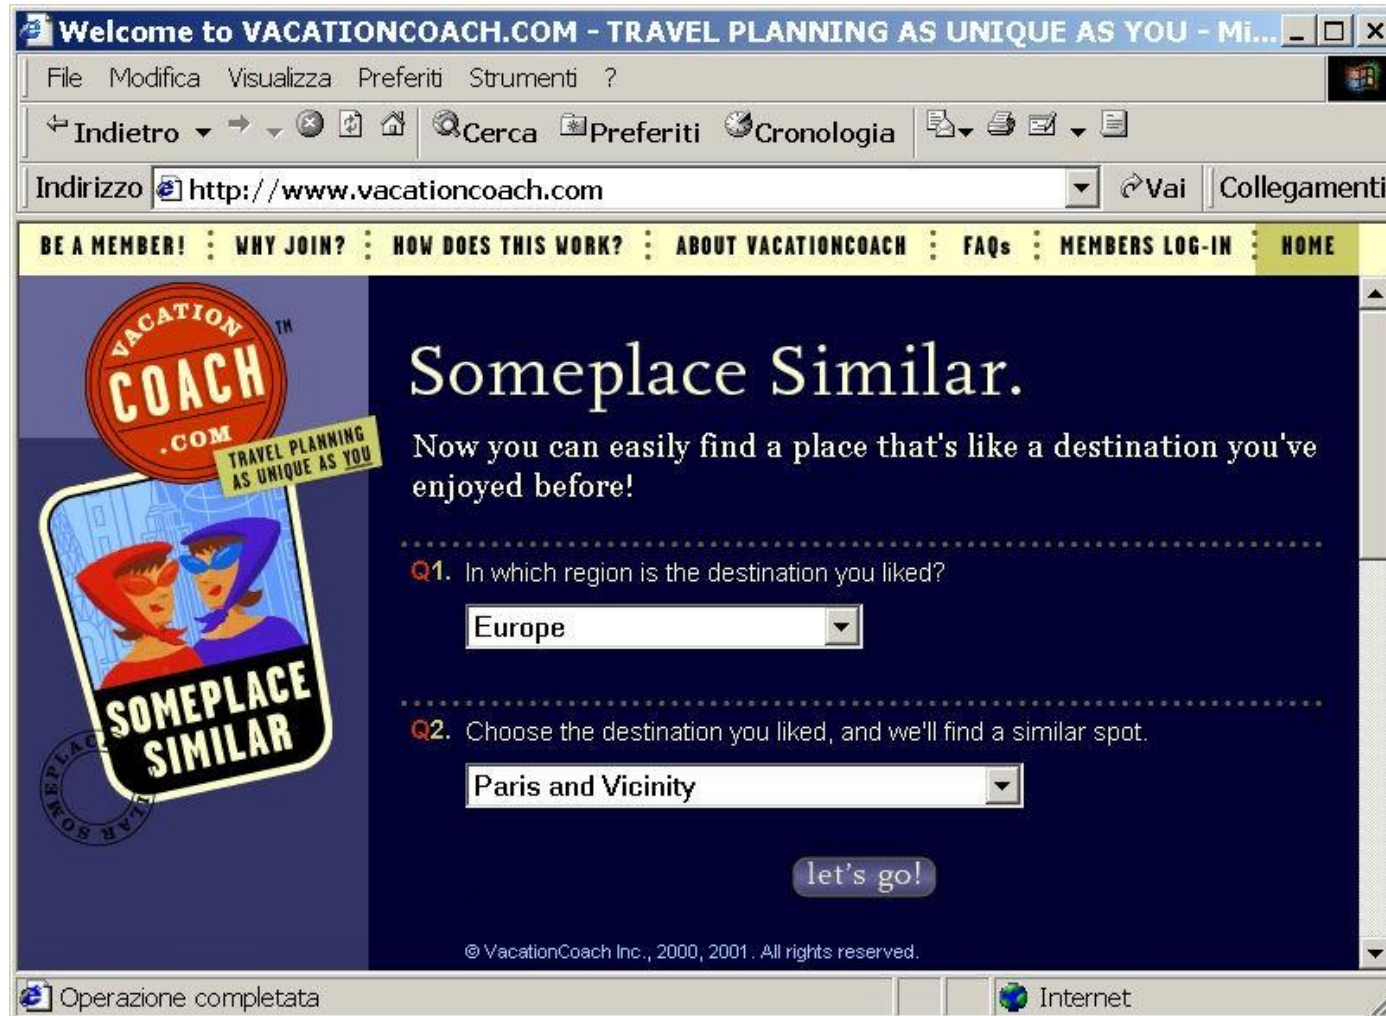 Welcome to VACATIONCOACH.COM - TRAVEL PLANNING AS UNIQUE AS YOU - Mi...
File Modifica Visualizza Preferiti Strumenti ?
Indietro Cerca Preferiti Cronologia
Indirizzo http://www.vacationcoach.com Vai Collegamenti
BE A MEMBER! WHY JOIN? HOW DOES THIS WORK? ABOUT VACATIONCOACH FAQs MEMBERS LOG-IN HOME
VACATION TM
COACH
.COM
TRAVEL PLANNING
AS UNIQUE AS YOU
SOMEPLACE
SIMILAR
Someplace Similar.
Now you can easily find a place that's like a destination you've
enjoyed before!
Q1. In which region is the destination you liked?
Europe
Q2. Choose the destination you liked, and we'll find a similar spot.
Paris and Vicinity
let's go!
© VacationCoach Inc., 2000, 2001. All rights reserved.
Operazione completata Internet